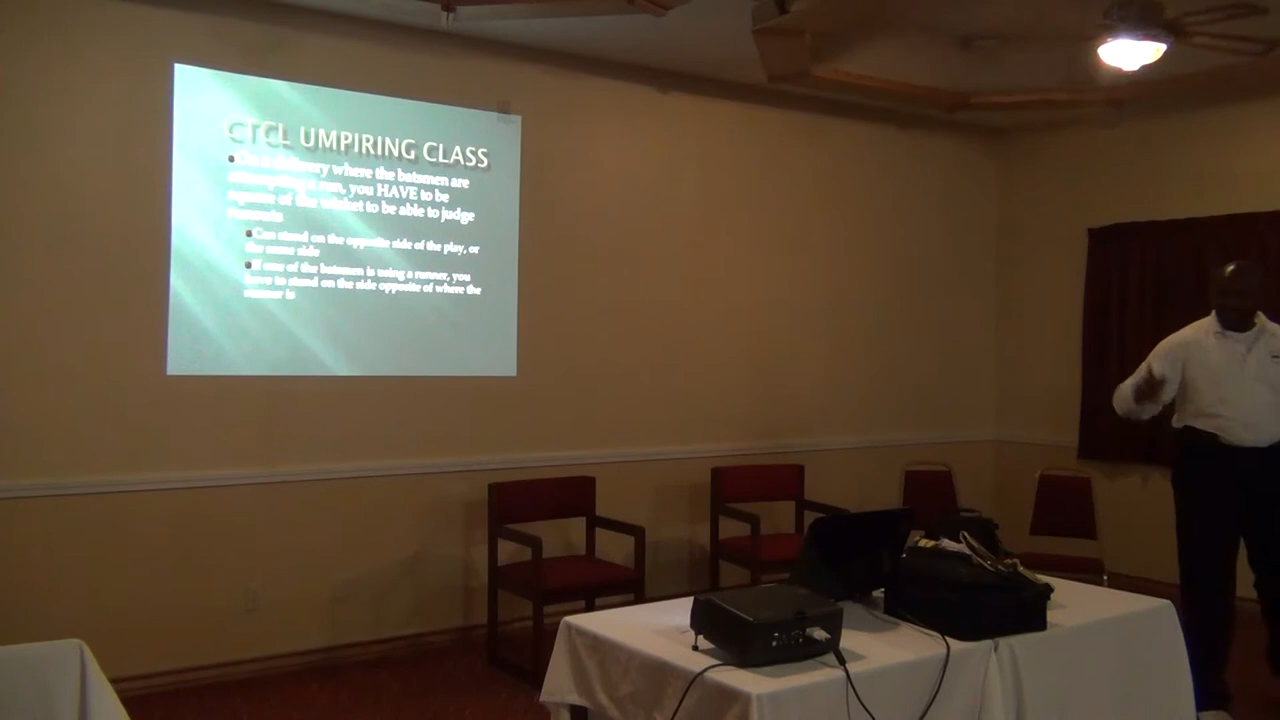 CTCL UMPIRING CLASS
On a delivery where the batsmen are
attempting a run, you HAVE to be
square of the wicket to be able to judge
runouts
Can stand on the opposite side of the play, or
the same side
If one of the batsmen is using a runner, you
have to stand on the side opposite of where the
runner is